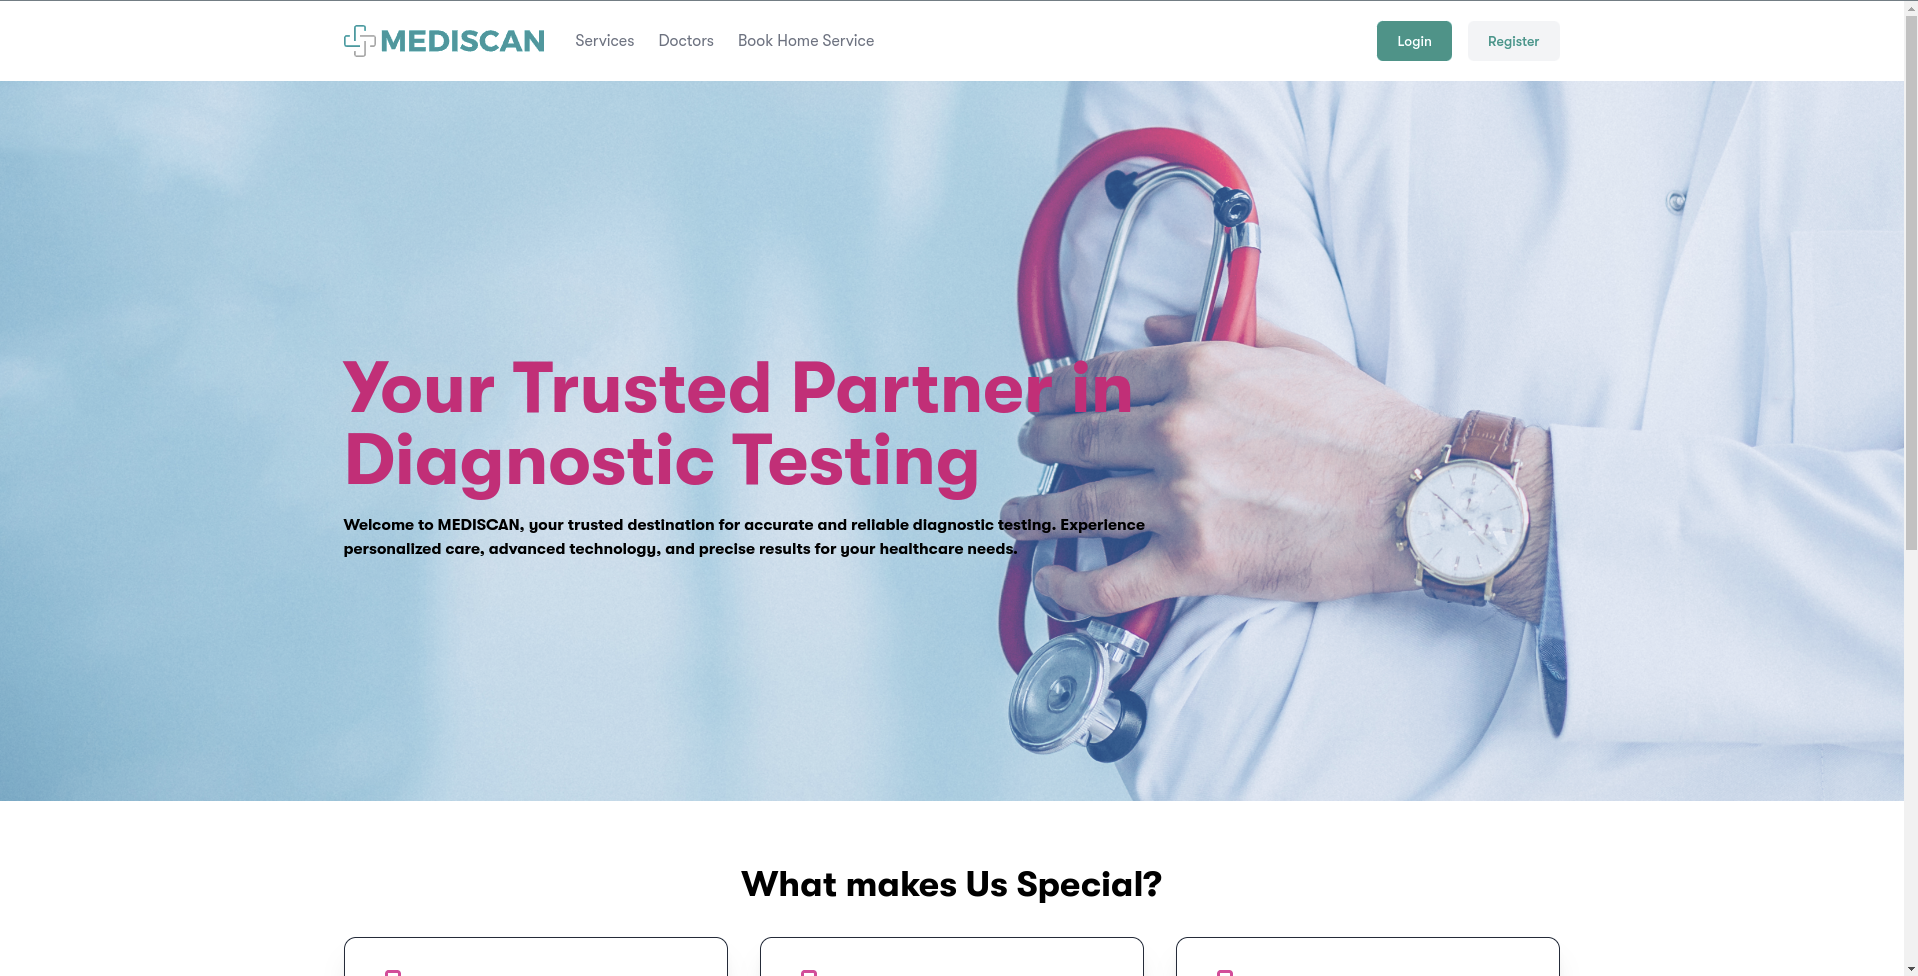 MEDISCAN
Services
Doctors
Book Home Service
Login
Register
Your Trusted Partner in
Diagnostic Testing
Welcome to MEDISCAN, your trusted destination for accurate and reliable diagnostic testing. Experience
personalized care, advanced technology, and precise results for your healthcare needs.
What makes Us Special?